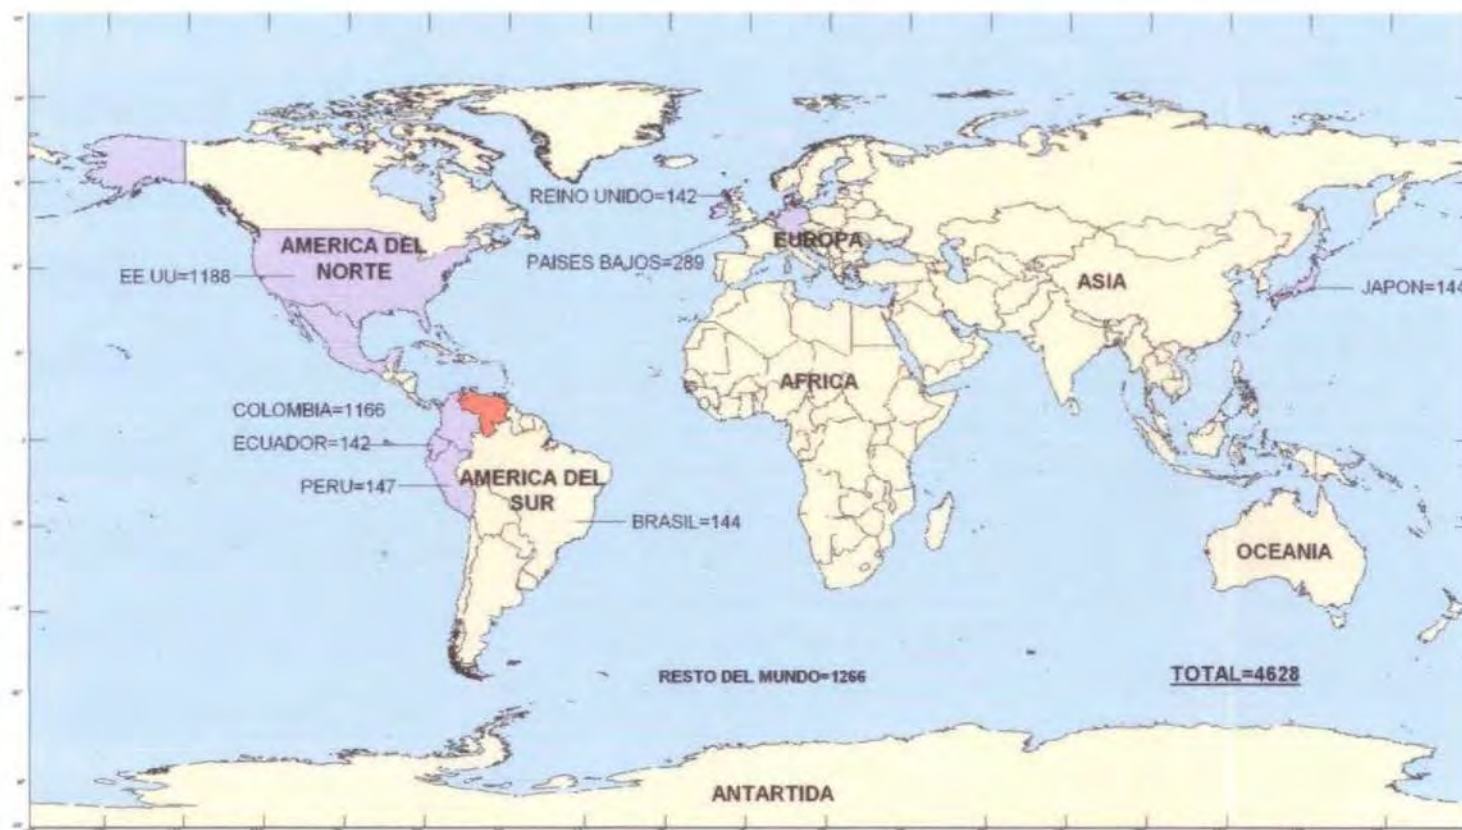 REINO UNIDO=142
AMERICA DEL
NORTE
EUROPA
PAISES BAJOS=289
EE UU=1188
ASIA
JAPON=144
AFRICA
COLOMBIA=1166
ECUADOR=142
PERU=147
AMERICA DEL
SUR
BRASIL=144
OCEANIA
RESTO DEL MUNDO=1266
TOTAL=4628
ANTARTIDA